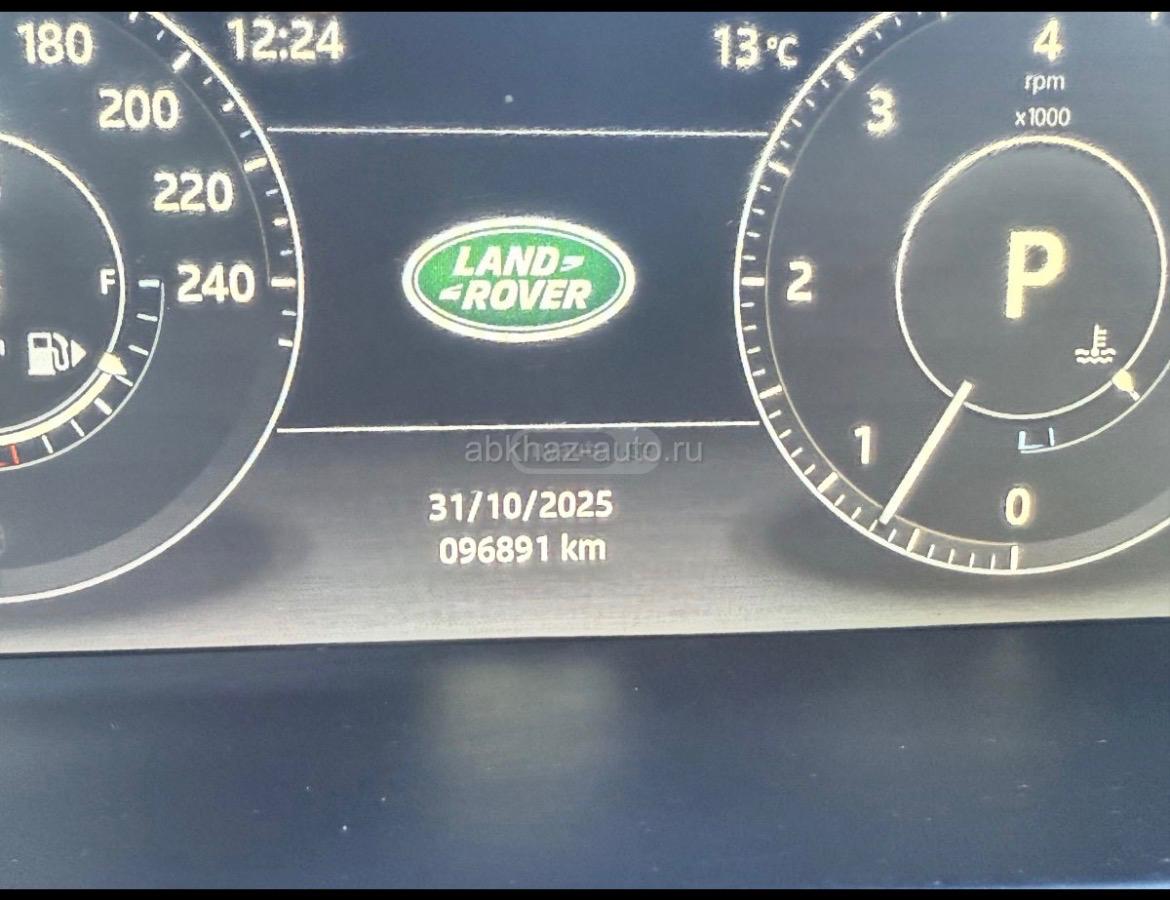 180
12:24
13°C
4
rpm
x1000
200
3
220
F
240
LAND
ROVER
2
P
1
abkhaz-auto.ru
31/10/2025
0
096891 km